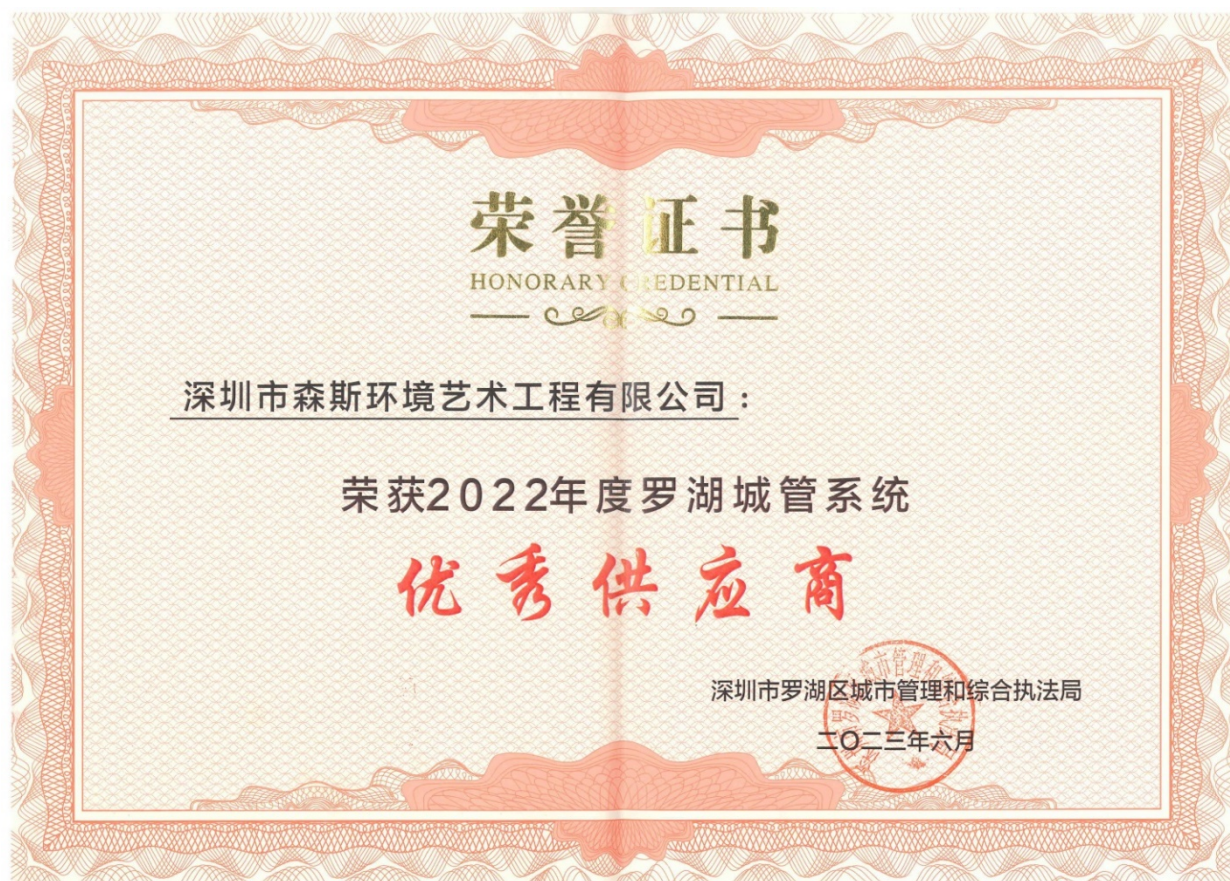 荣誉证书
HONORARY CREDENTIAL
深圳市森斯环境艺术工程有限公司：
荣获2022年度罗湖城管系统
优秀供应商
深圳市罗湖区城市管理和综合执法局
二〇二三年六月